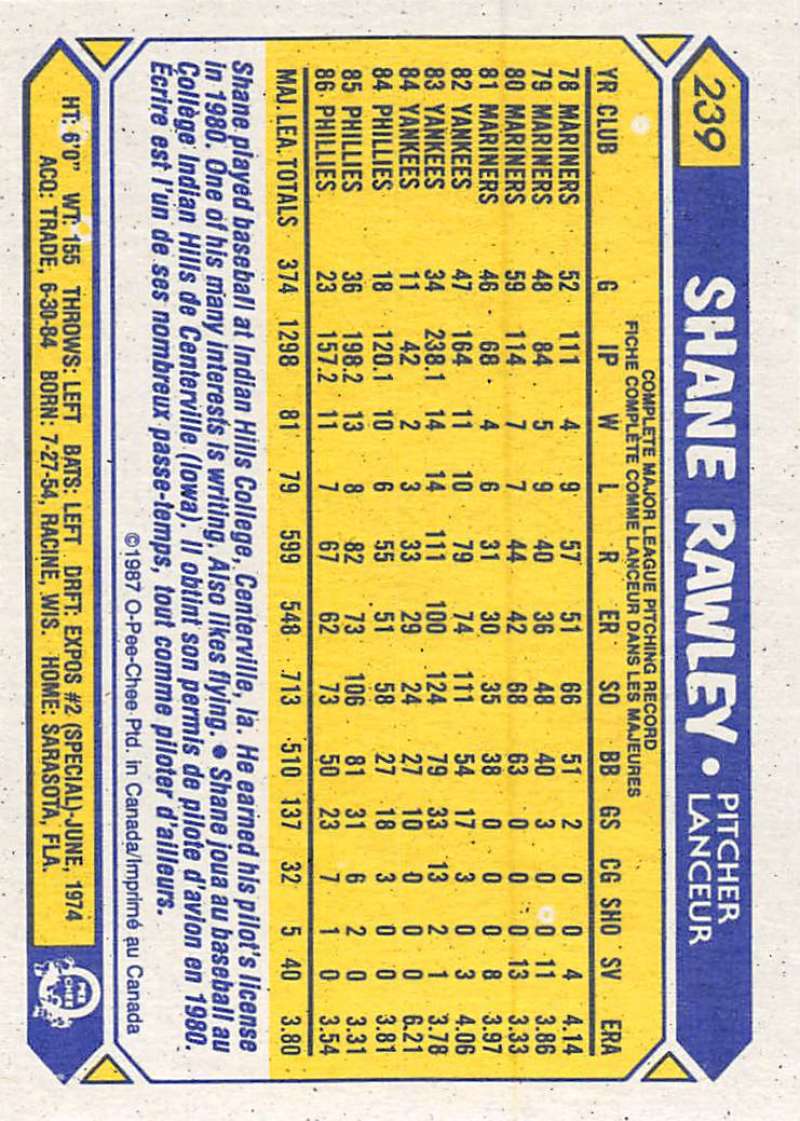 239
SHANE RAWLEY • PITCHER
LANCEUR
COMPLETE MAJOR LEAGUE PITCHING RECORD
FICHE COMPLÈTE COMME LANCEUR DANS LES MAJEURES
YR CLUB G IP W L R ER SO BB GS CG SHO SV ERA
78 MARINERS 52 111 4 9 57 51 66 51 2 0 0 4 4.14
79 MARINERS 48 84 5 9 40 36 48 40 3 0 0 11 3.86
80 MARINERS 59 114 7 7 44 42 68 63 0 0 0 13 3.33
81 MARINERS 46 68 4 6 31 30 35 38 0 0 0 8 3.97
82 YANKEES 47 164 11 10 79 74 111 54 17 3 0 3 4.06
83 YANKEES 34 238.1 14 14 111 100 124 79 33 13 2 1 3.78
84 YANKEES 11 42 2 3 33 29 24 27 10 0 0 0 6.21
84 PHILLIES 18 120.1 10 6 55 51 58 27 18 3 0 0 3.81
85 PHILLIES 36 198.2 13 8 82 73 106 81 31 6 2 0 3.31
86 PHILLIES 23 157.2 11 7 67 62 73 50 23 7 1 0 3.54
MAJ. LEA. TOTALS 374 1298 81 79 599 548 713 510 137 32 5 40 3.80
Shane played baseball at Indian Hills College, Centerville, Ia. He earned his pilot's license
in 1980. One of his many interests is writing. Also likes flying. • Shane joua au baseball au
Collège Indian Hills de Centerville (Iowa). Il obtint son permis de pilote d'avion en 1980.
Écrire est l'un de ses nombreux passe-temps, tout comme piloter d'ailleurs.
©1987 O-Pee-Chee Ptd. in Canada/Imprimé au Canada
HT: 6'0" WT: 155 THROWS: LEFT BATS: LEFT DRFT: EXPOS #2 (SPECIAL)-JUNE, 1974
ACQ: TRADE, 6-30-84 BORN: 7-27-54, RACINE, WIS. HOME: SARASOTA, FLA.
O
PEE
CHEE